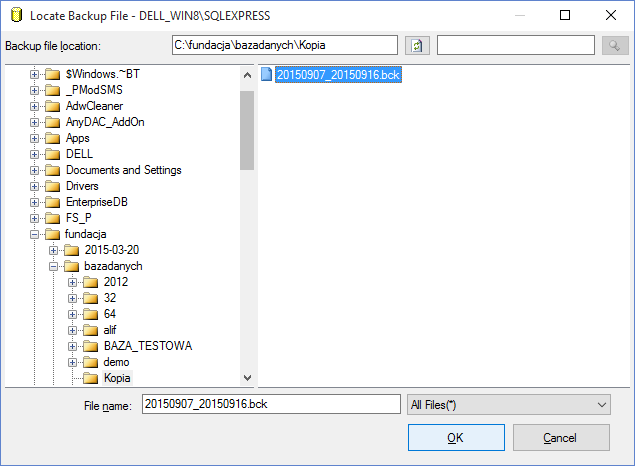 Locate Backup File - DELL_WIN8\SQLEXPRESS
Backup file location: C:\fundacja\bazadanych\Kopia
$Windows.~BT
_PModSMS
AdwCleaner
AnyDAC_AddOn
Apps
DELL
Documents and Settings
Drivers
EnterpriseDB
FS_P
fundacja
2015-03-20
bazadanych
2012
32
64
alif
BAZA_TESTOWA
demo
Kopia
20150907_20150916.bck
File name: 20150907_20150916.bck All Files(*)
OK Cancel